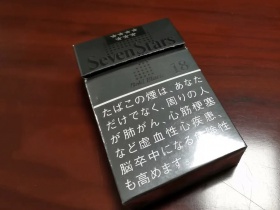 Seven Stars
18
たばこの煙は、あなた
だけでなく、周りの人
が肺がん、心筋梗塞
など虚血性心疾患、
脳卒中になる危険性
も高めます。